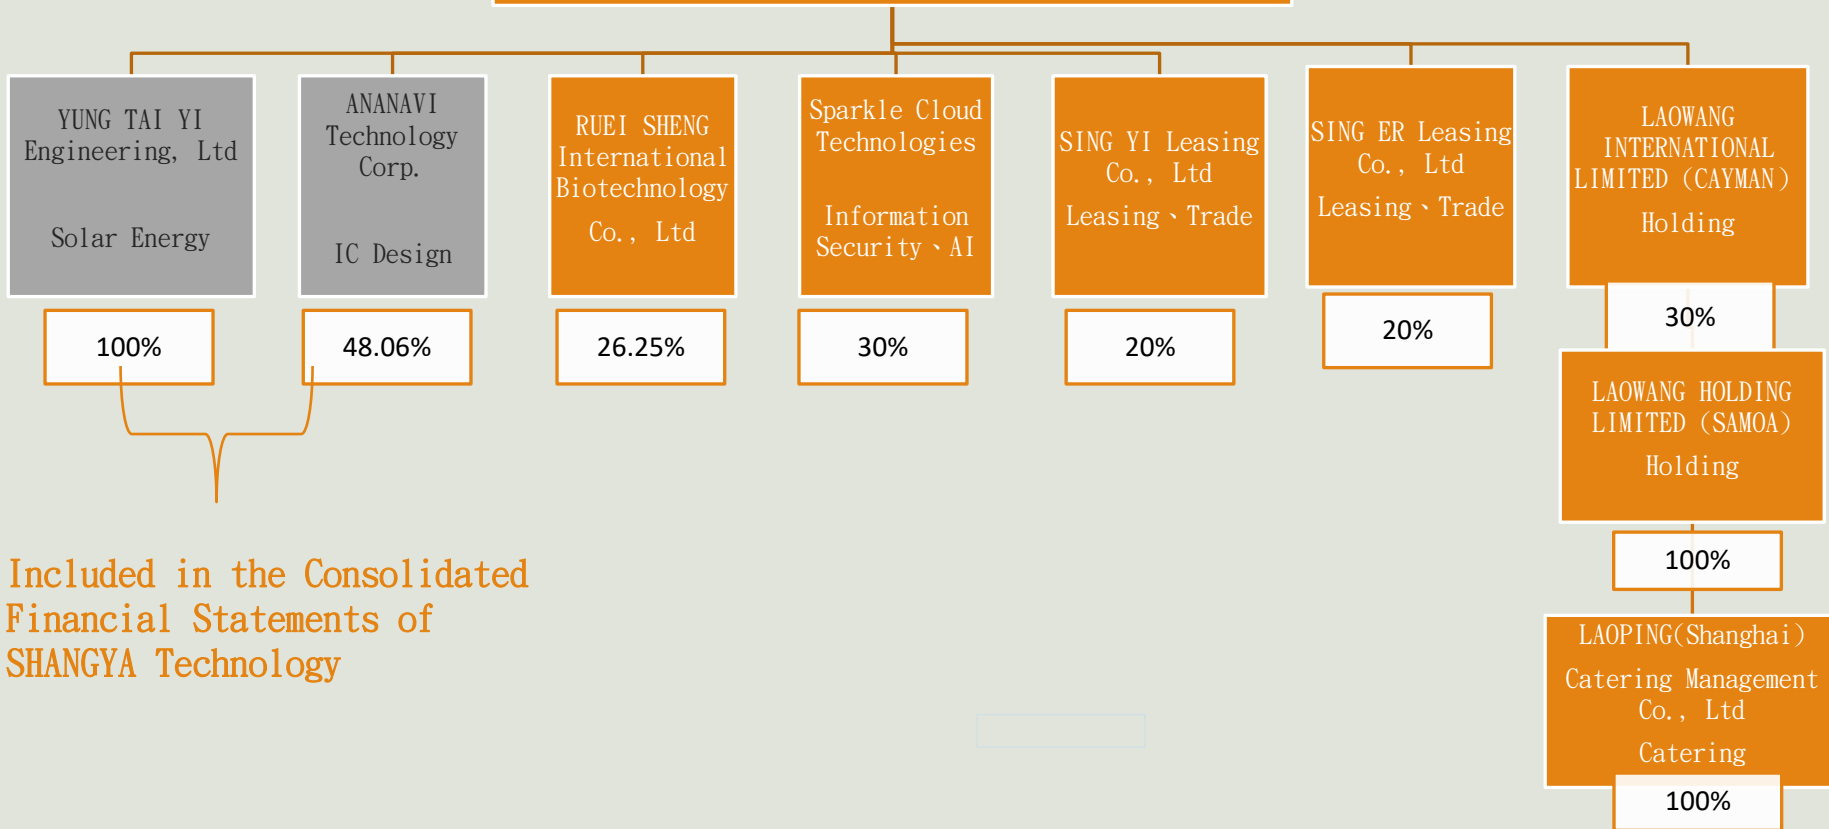 YUNG TAI YI
Engineering, Ltd
Solar Energy
100%
ANANAVI
Technology
Corp.
IC Design
48.06%
RUEI SHENG
International
Biotechnology
Co., Ltd
26.25%
Sparkle Cloud
Technologies
Information
Security、AI
30%
SING YI Leasing
Co., Ltd
Leasing、Trade
20%
SING ER Leasing
Co., Ltd
Leasing、Trade
20%
LAOWANG
INTERNATIONAL
LIMITED (CAYMAN)
Holding
30%
LAOWANG HOLDING
LIMITED (SAMOA)
Holding
100%
LAOPING(Shanghai)
Catering Management
Co., Ltd
Catering
100%
Included in the Consolidated
Financial Statements of
SHANGYA Technology